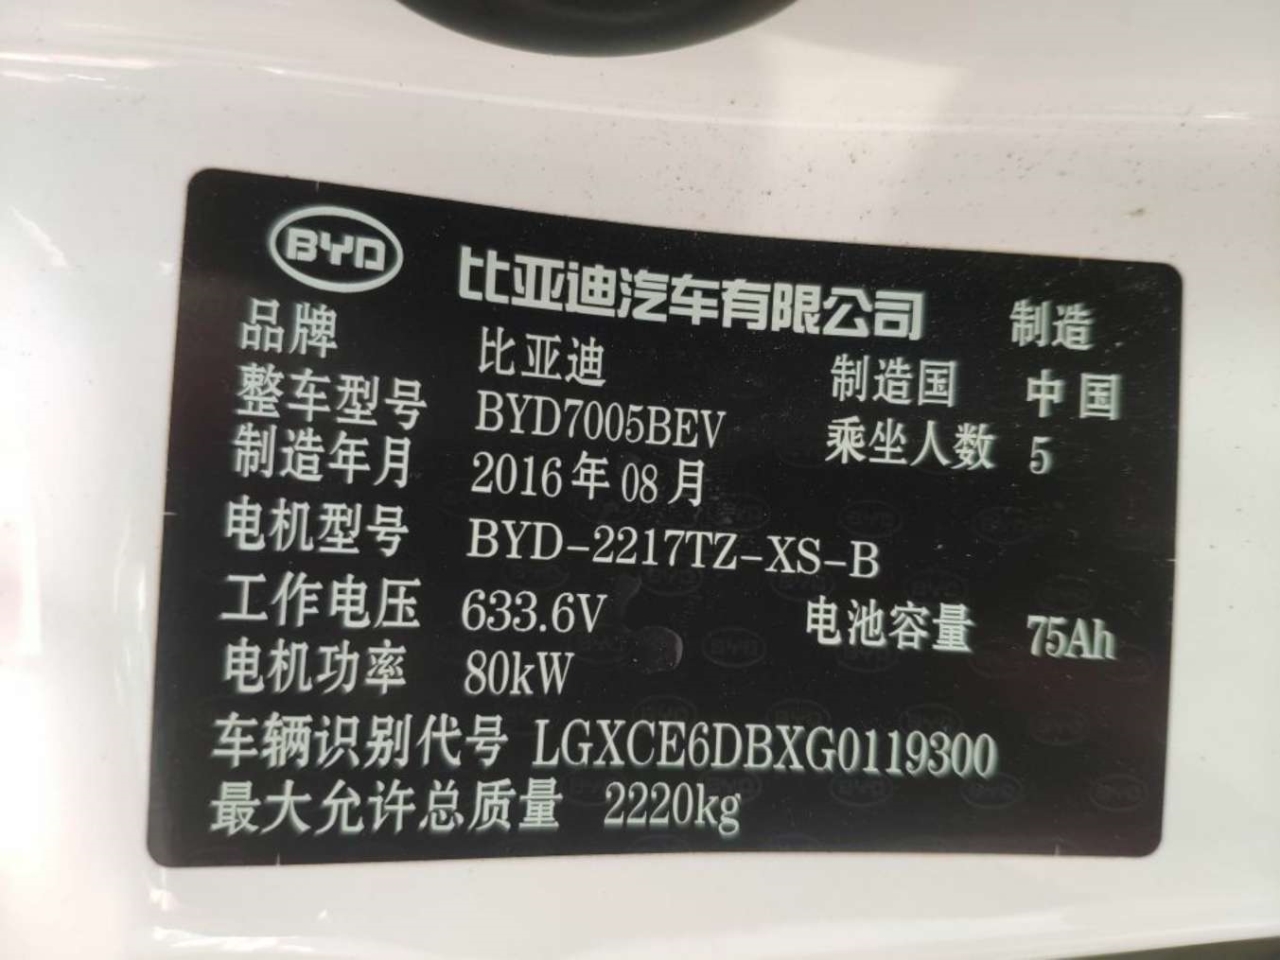 BYD 比亚迪汽车有限公司 制造
品牌 比亚迪 制造国 中国
整车型号 BYD7005BEV 乘坐人数 5
制造年月 2016年08月
电机型号 BYD-2217TZ-XS-B
工作电压 633.6V 电池容量 75Ah
电机功率 80kW
车辆识别代号 LGXCE6DBXG0119300
最大允许总质量 2220kg